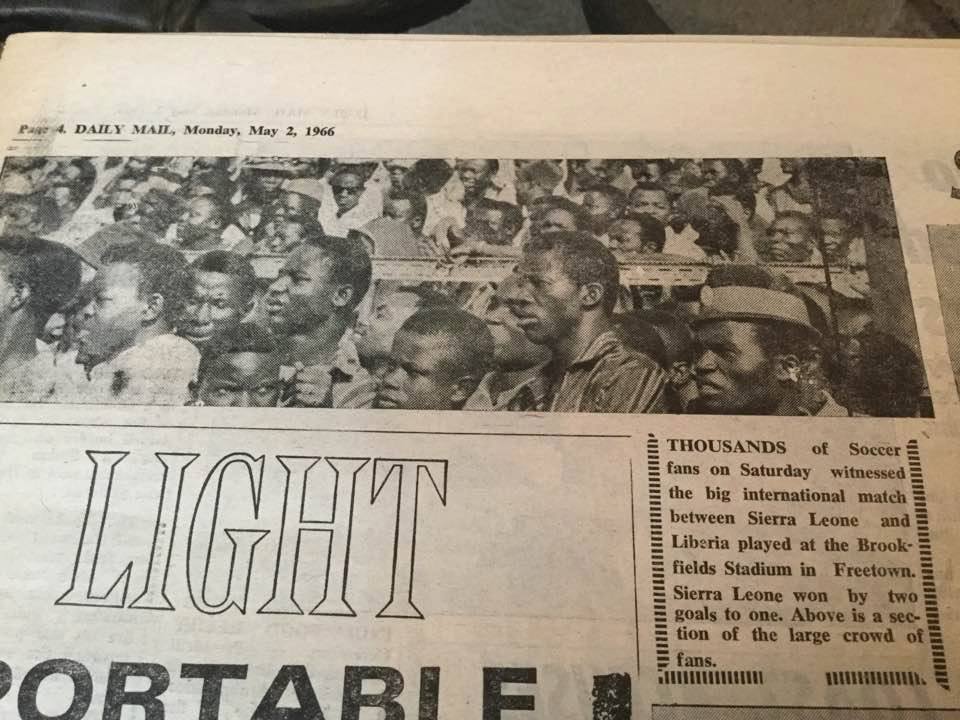 Page 4. DAILY MAIL, Monday, May 2, 1966
THOUSANDS of Soccer
fans on Saturday witnessed
the big international match
between Sierra Leone and
Liberia played at the Brook-
fields Stadium in Freetown.
Sierra Leone won by two
goals to one. Above is a sec-
tion of the large crowd of
fans.
LIGHT
PORTABLE